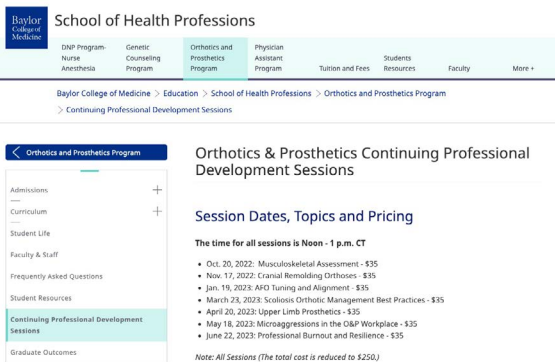 Baylor
College of
Medicine
School of Health Professions
DNP Program-
Nurse
Anesthesia
Genetic
Counseling
Program
Orthotics and
Prosthetics
Program
Physician
Assistant
Program
Tuition and Fees
Students
Resources
Faculty
More +
Baylor College of Medicine > Education > School of Health Professions > Orthotics and Prosthetics Program
> Continuing Professional Development Sessions
Orthotics and Prosthetics Program
Admissions
Curriculum
Student Life
Faculty & Staff
Frequently Asked Questions
Student Resources
Continuing Professional Development
Sessions
Graduate Outcomes
Orthotics & Prosthetics Continuing Professional
Development Sessions
Session Dates, Topics and Pricing
The time for all sessions is Noon - 1 p.m. CT
• Oct. 20, 2022: Musculoskeletal Assessment - $35
• Nov. 17, 2022: Cranial Remolding Orthoses - $35
• Jan. 19, 2023: AFO Tuning and Alignment - $35
• March 23, 2023: Scoliosis Orthotic Management Best Practices - $35
• April 20, 2023: Upper Limb Prosthetics - $35
• May 18, 2023: Microaggressions in the O&P Workplace - $35
• June 22, 2023: Professional Burnout and Resilience - $35
Note: All Sessions (The total cost is reduced to $250.)